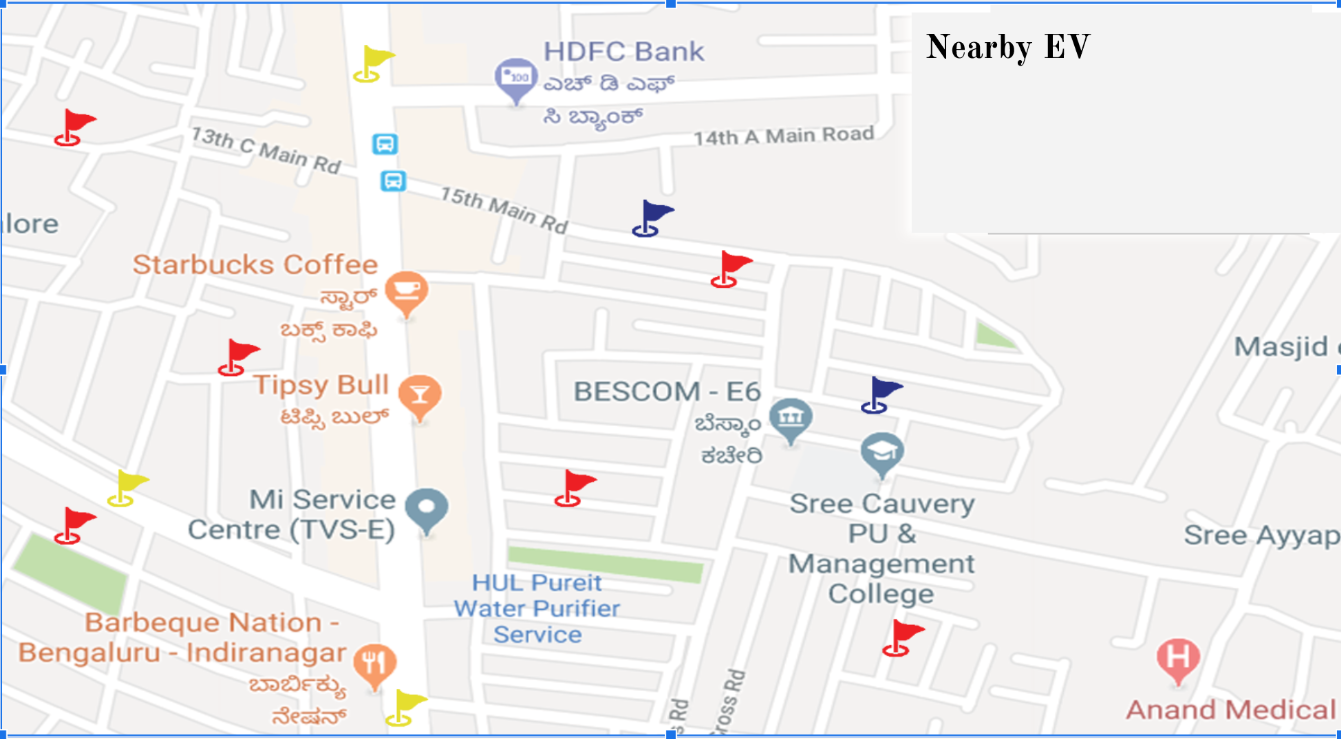 Nearby EV
HDFC Bank
ಎಚ್ ಡಿ ಎಫ್
ಸಿ ಬ್ಯಾಂಕ್
100
14th A Main Road
13th C Main Rd
15th Main Rd
lore
Starbucks Coffee
ಸ್ಟಾರ್
ಬಕ್ಸ್ ಕಾಫಿ
Masjid
Tipsy Bull
ಟಿಪ್ಸಿ ಬುಲ್
BESCOM - E6
ಬೆಸ್ಕಾಂ
ಕಚೇರಿ
Mi Service
Centre (TVS-E)
Sree Cauvery
PU &
Management
College
Sree Ayyap
HUL Pureit
Water Purifier
Service
Barbeque Nation -
Bengaluru - Indiranagar
ಬಾರ್ಬಿಕ್ಯು
ನೇಷನ್
H
Anand Medical
s Rd
Cross Rd